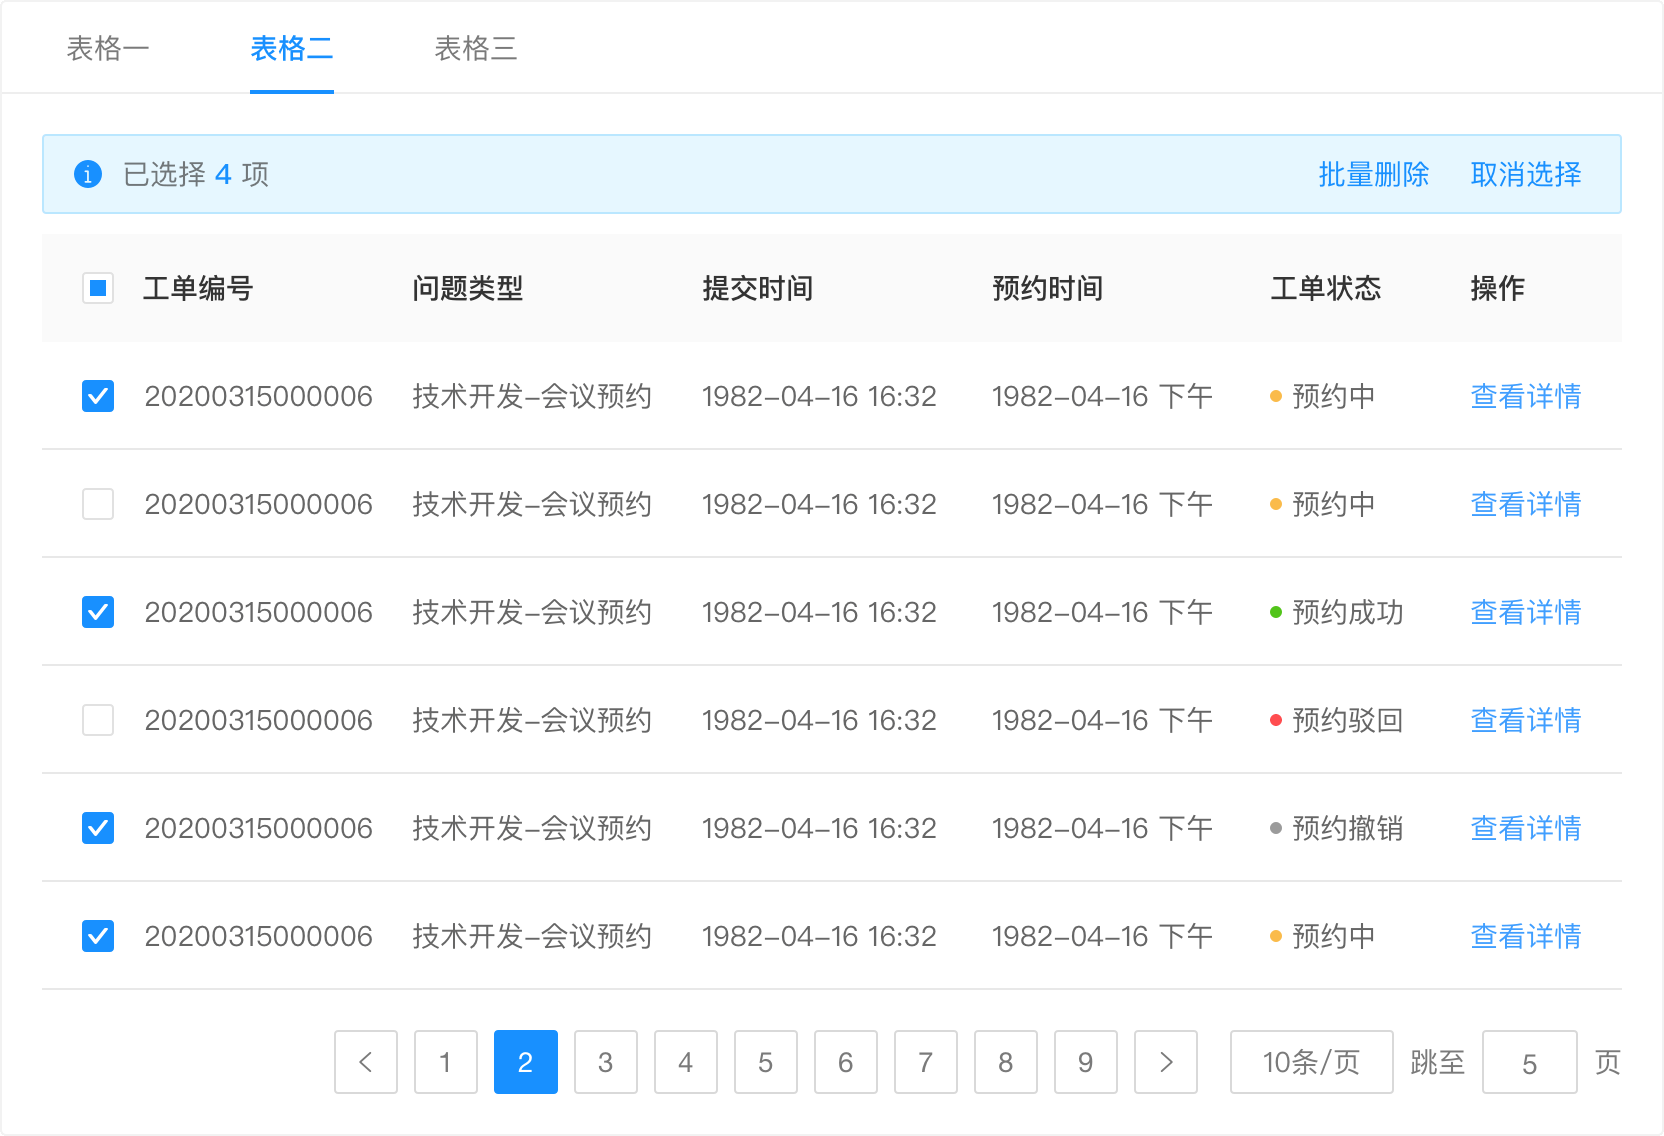 表格一 表格二 表格三
已选择 4 项 批量删除 取消选择
工单编号 问题类型 提交时间 预约时间 工单状态 操作
20200315000006 技术开发-会议预约 1982-04-16 16:32 1982-04-16 下午 预约中 查看详情
20200315000006 技术开发-会议预约 1982-04-16 16:32 1982-04-16 下午 预约中 查看详情
20200315000006 技术开发-会议预约 1982-04-16 16:32 1982-04-16 下午 预约成功 查看详情
20200315000006 技术开发-会议预约 1982-04-16 16:32 1982-04-16 下午 预约驳回 查看详情
20200315000006 技术开发-会议预约 1982-04-16 16:32 1982-04-16 下午 预约撤销 查看详情
20200315000006 技术开发-会议预约 1982-04-16 16:32 1982-04-16 下午 预约中 查看详情
< 1 2 3 4 5 6 7 8 9 > 10条/页 跳至 5 页